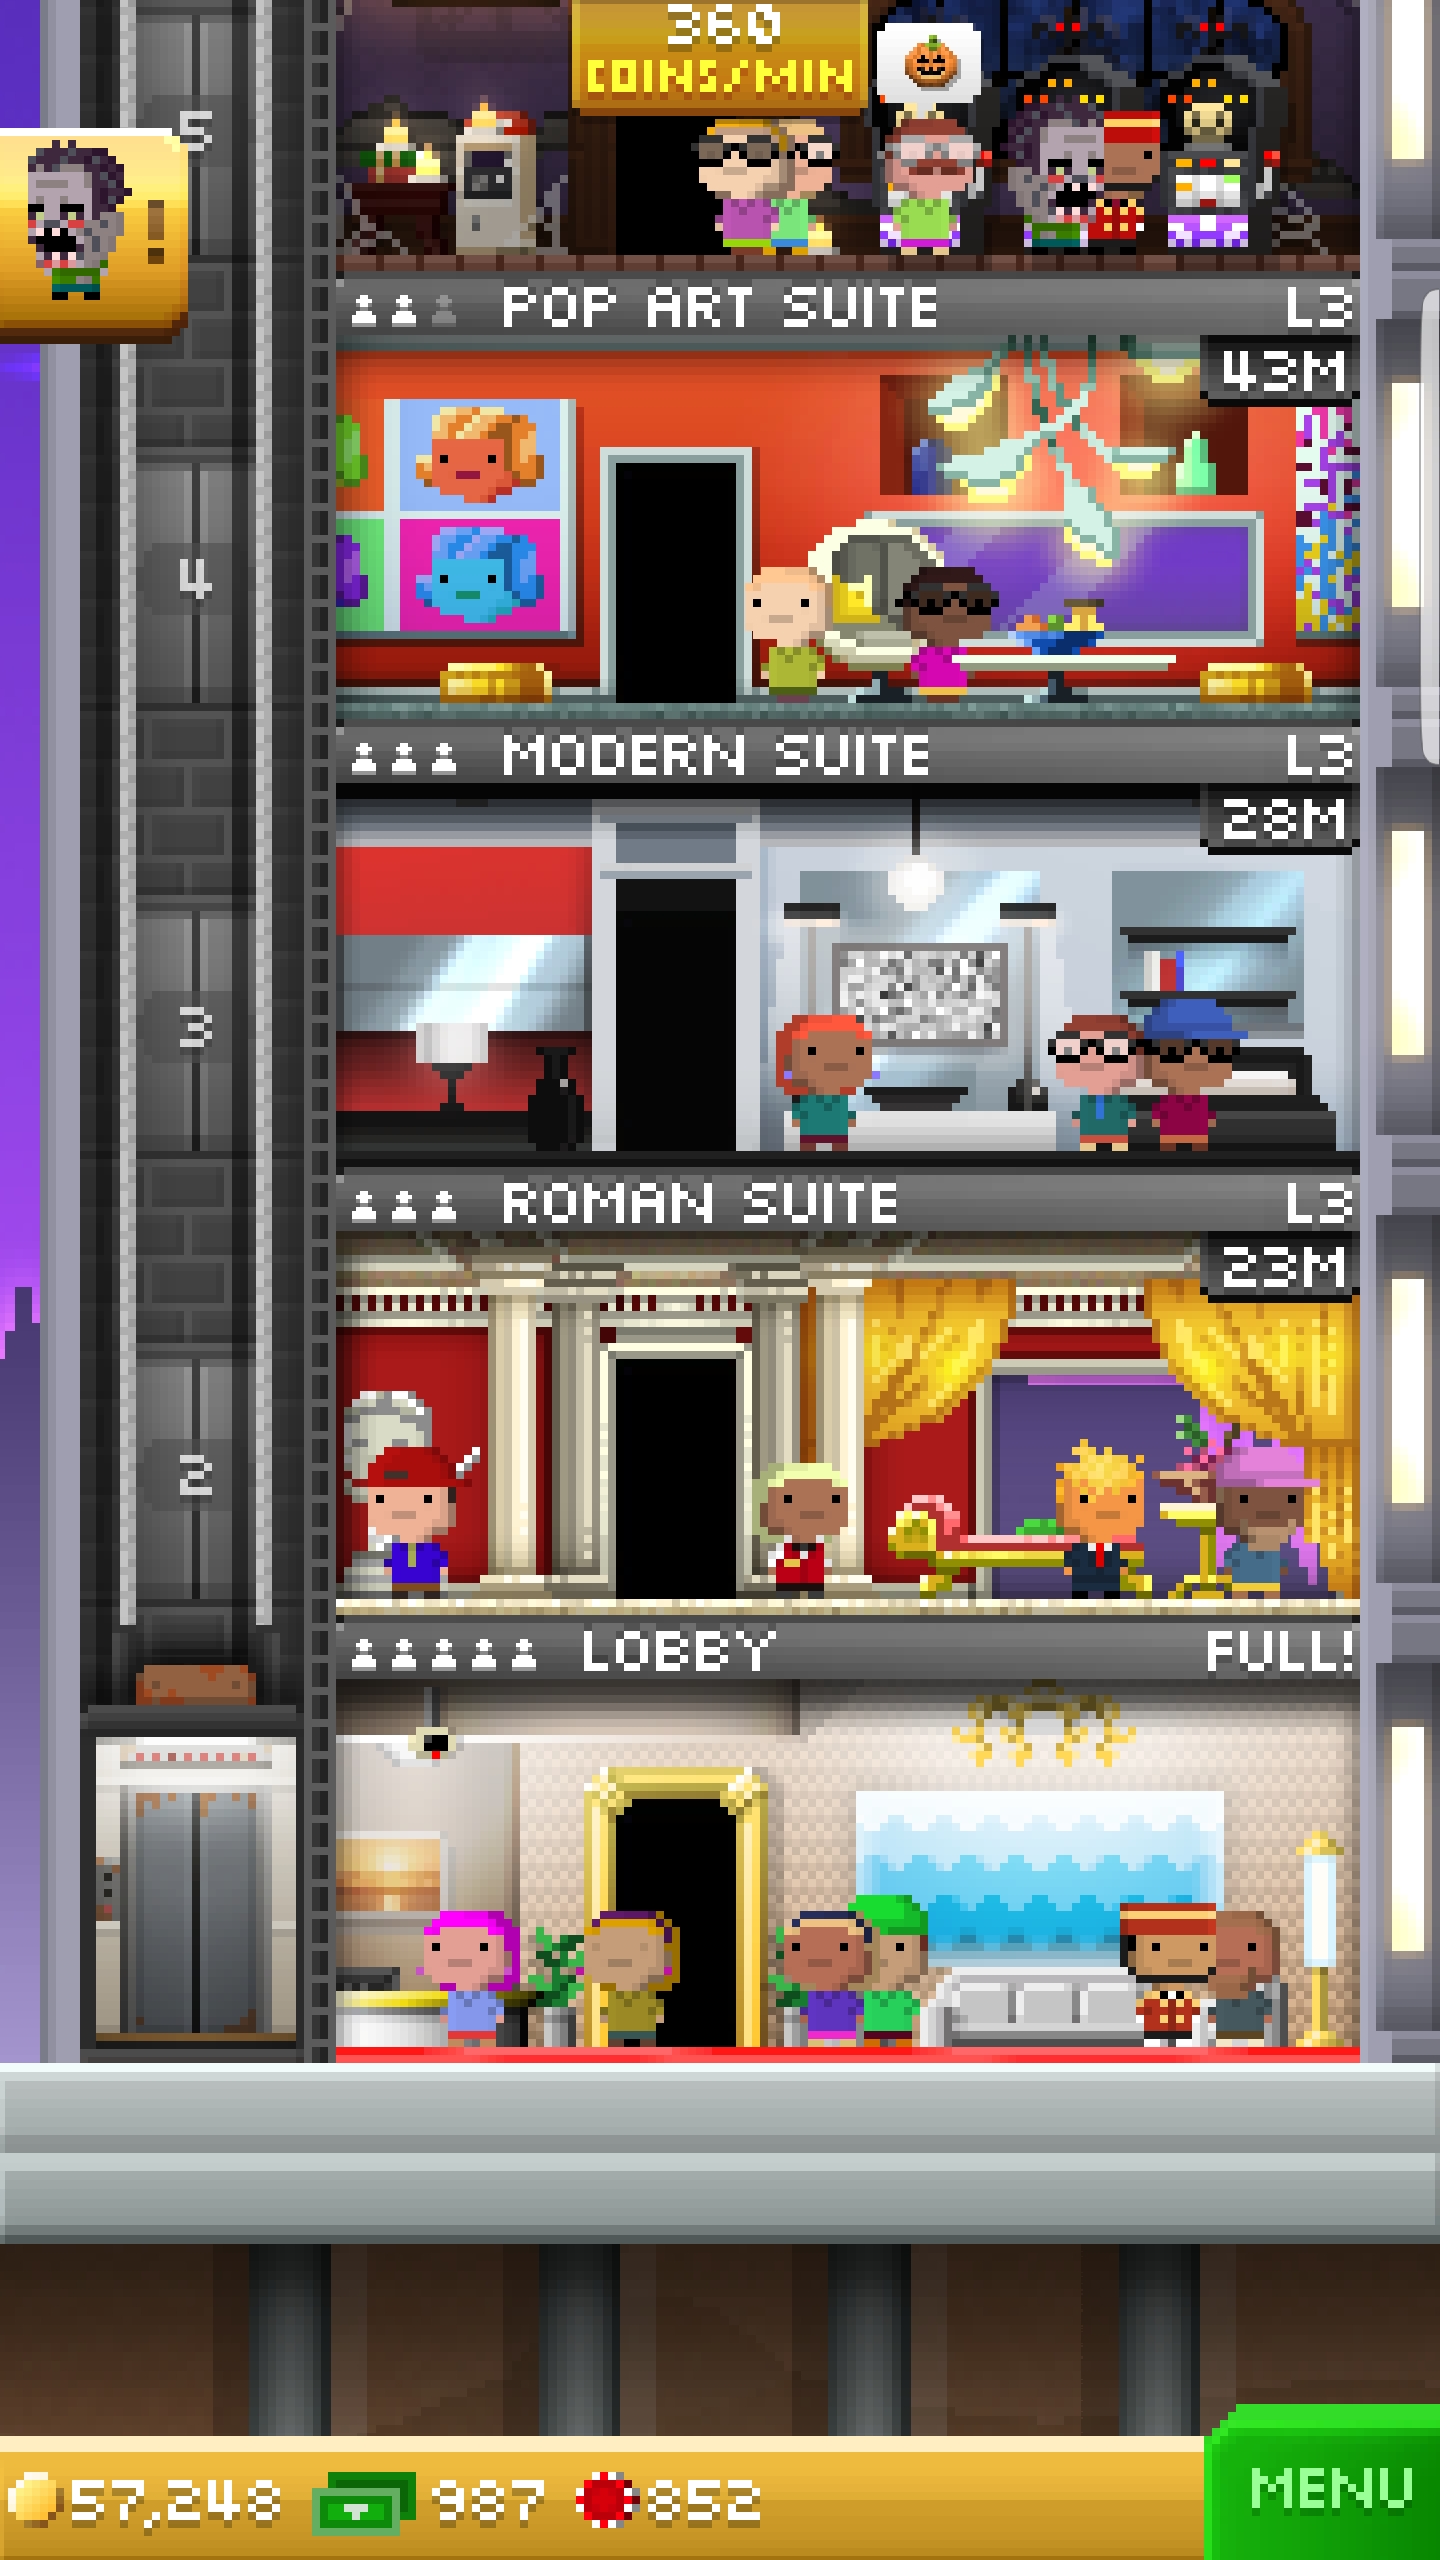 360
COINS/MIN
5
!
POP ART SUITE L3
43M
4
MODERN SUITE L3
28M
3
ROMAN SUITE L3
23M
2
LOBBY FULL!
57,248 987 852
MENU